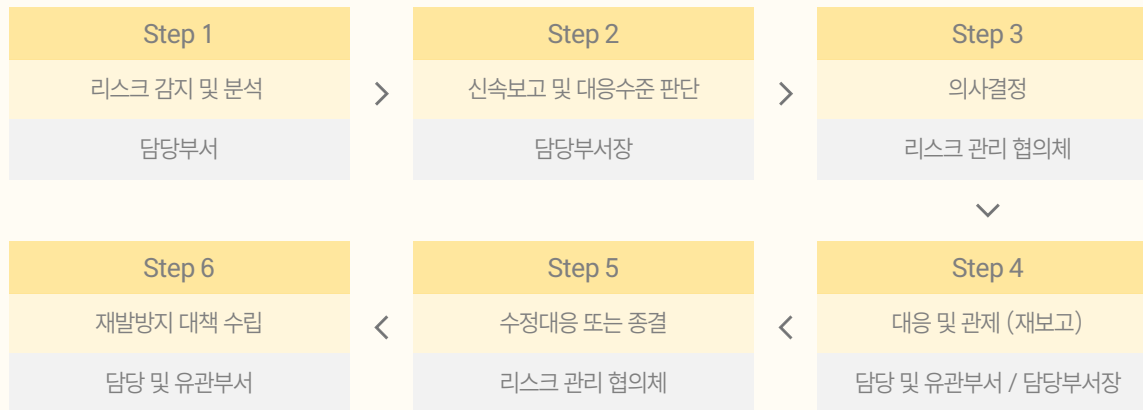 Step 1
리스크 감지 및 분석
담당부서
Step 2
신속보고 및 대응수준 판단
담당부서장
Step 3
의사결정
리스크 관리 협의체
Step 4
대응 및 관제 (재보고)
담당 및 유관부서 / 담당부서장
Step 5
수정대응 또는 종결
리스크 관리 협의체
Step 6
재발방지 대책 수립
담당 및 유관부서